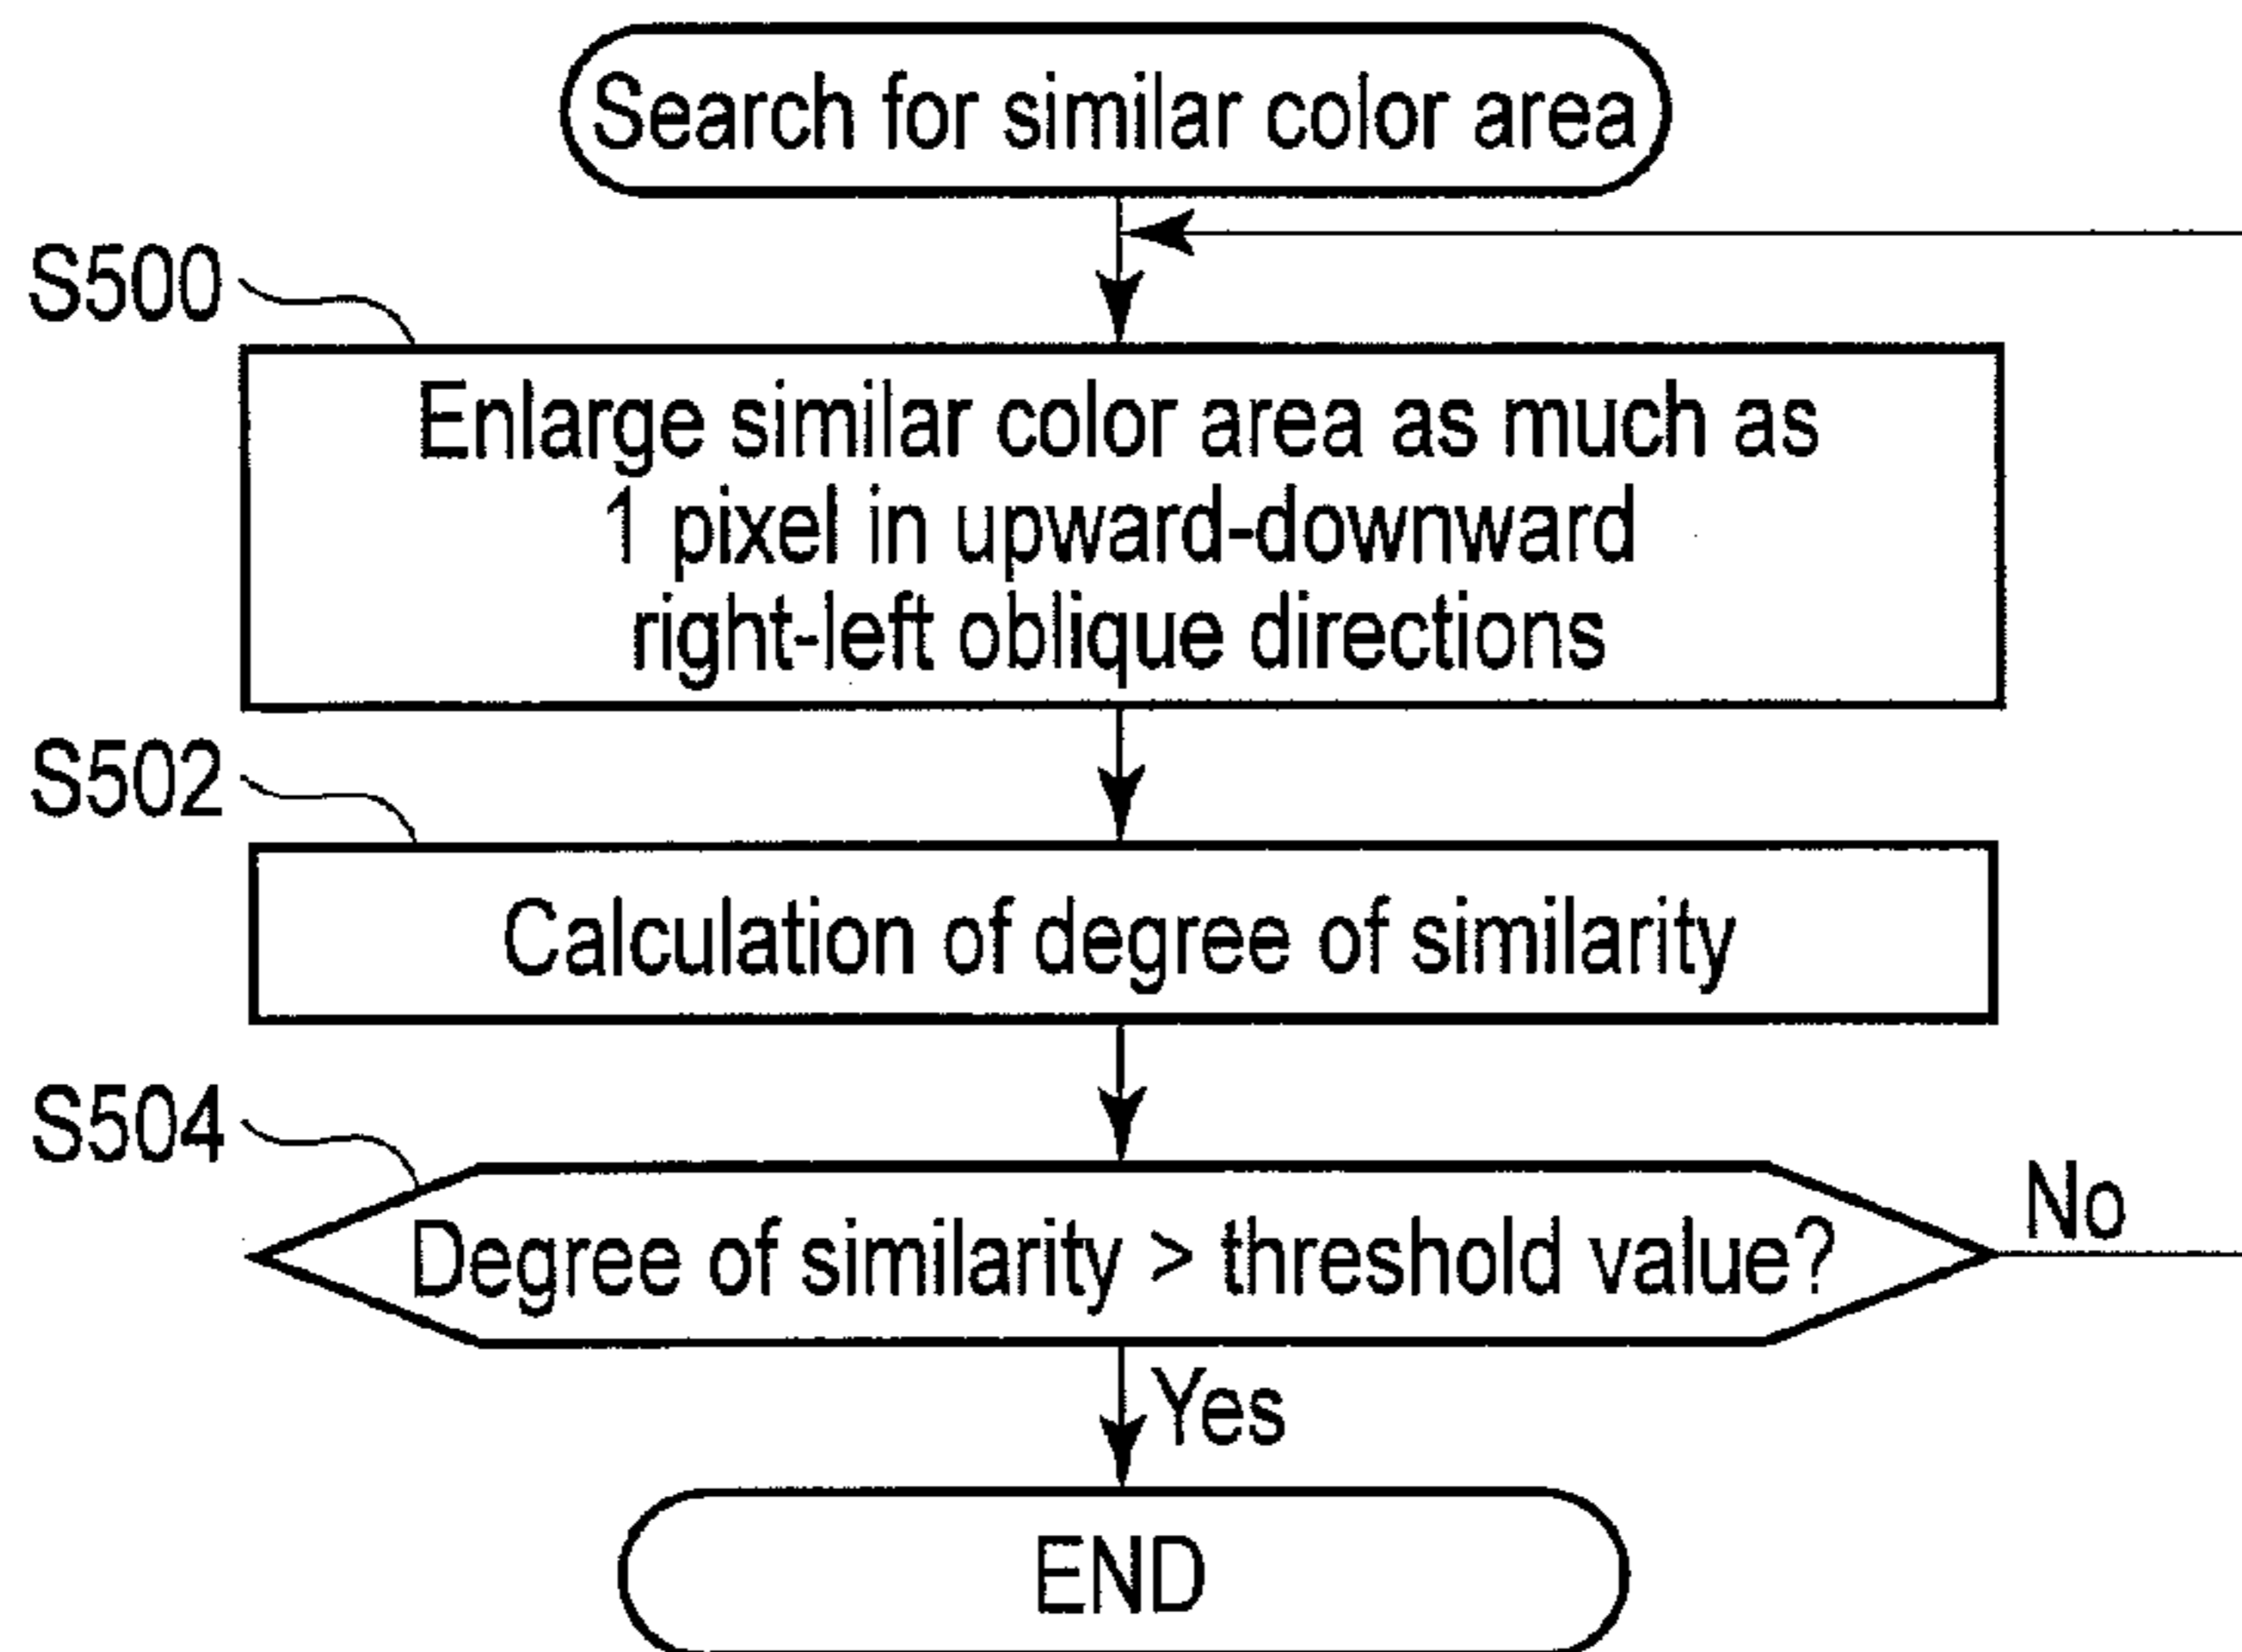 Search for similar color area
S500
Enlarge similar color area as much as
1 pixel in upward-downward
right-left oblique directions
S502
Calculation of degree of similarity
S504
Degree of similarity > threshold value?
No
Yes
END